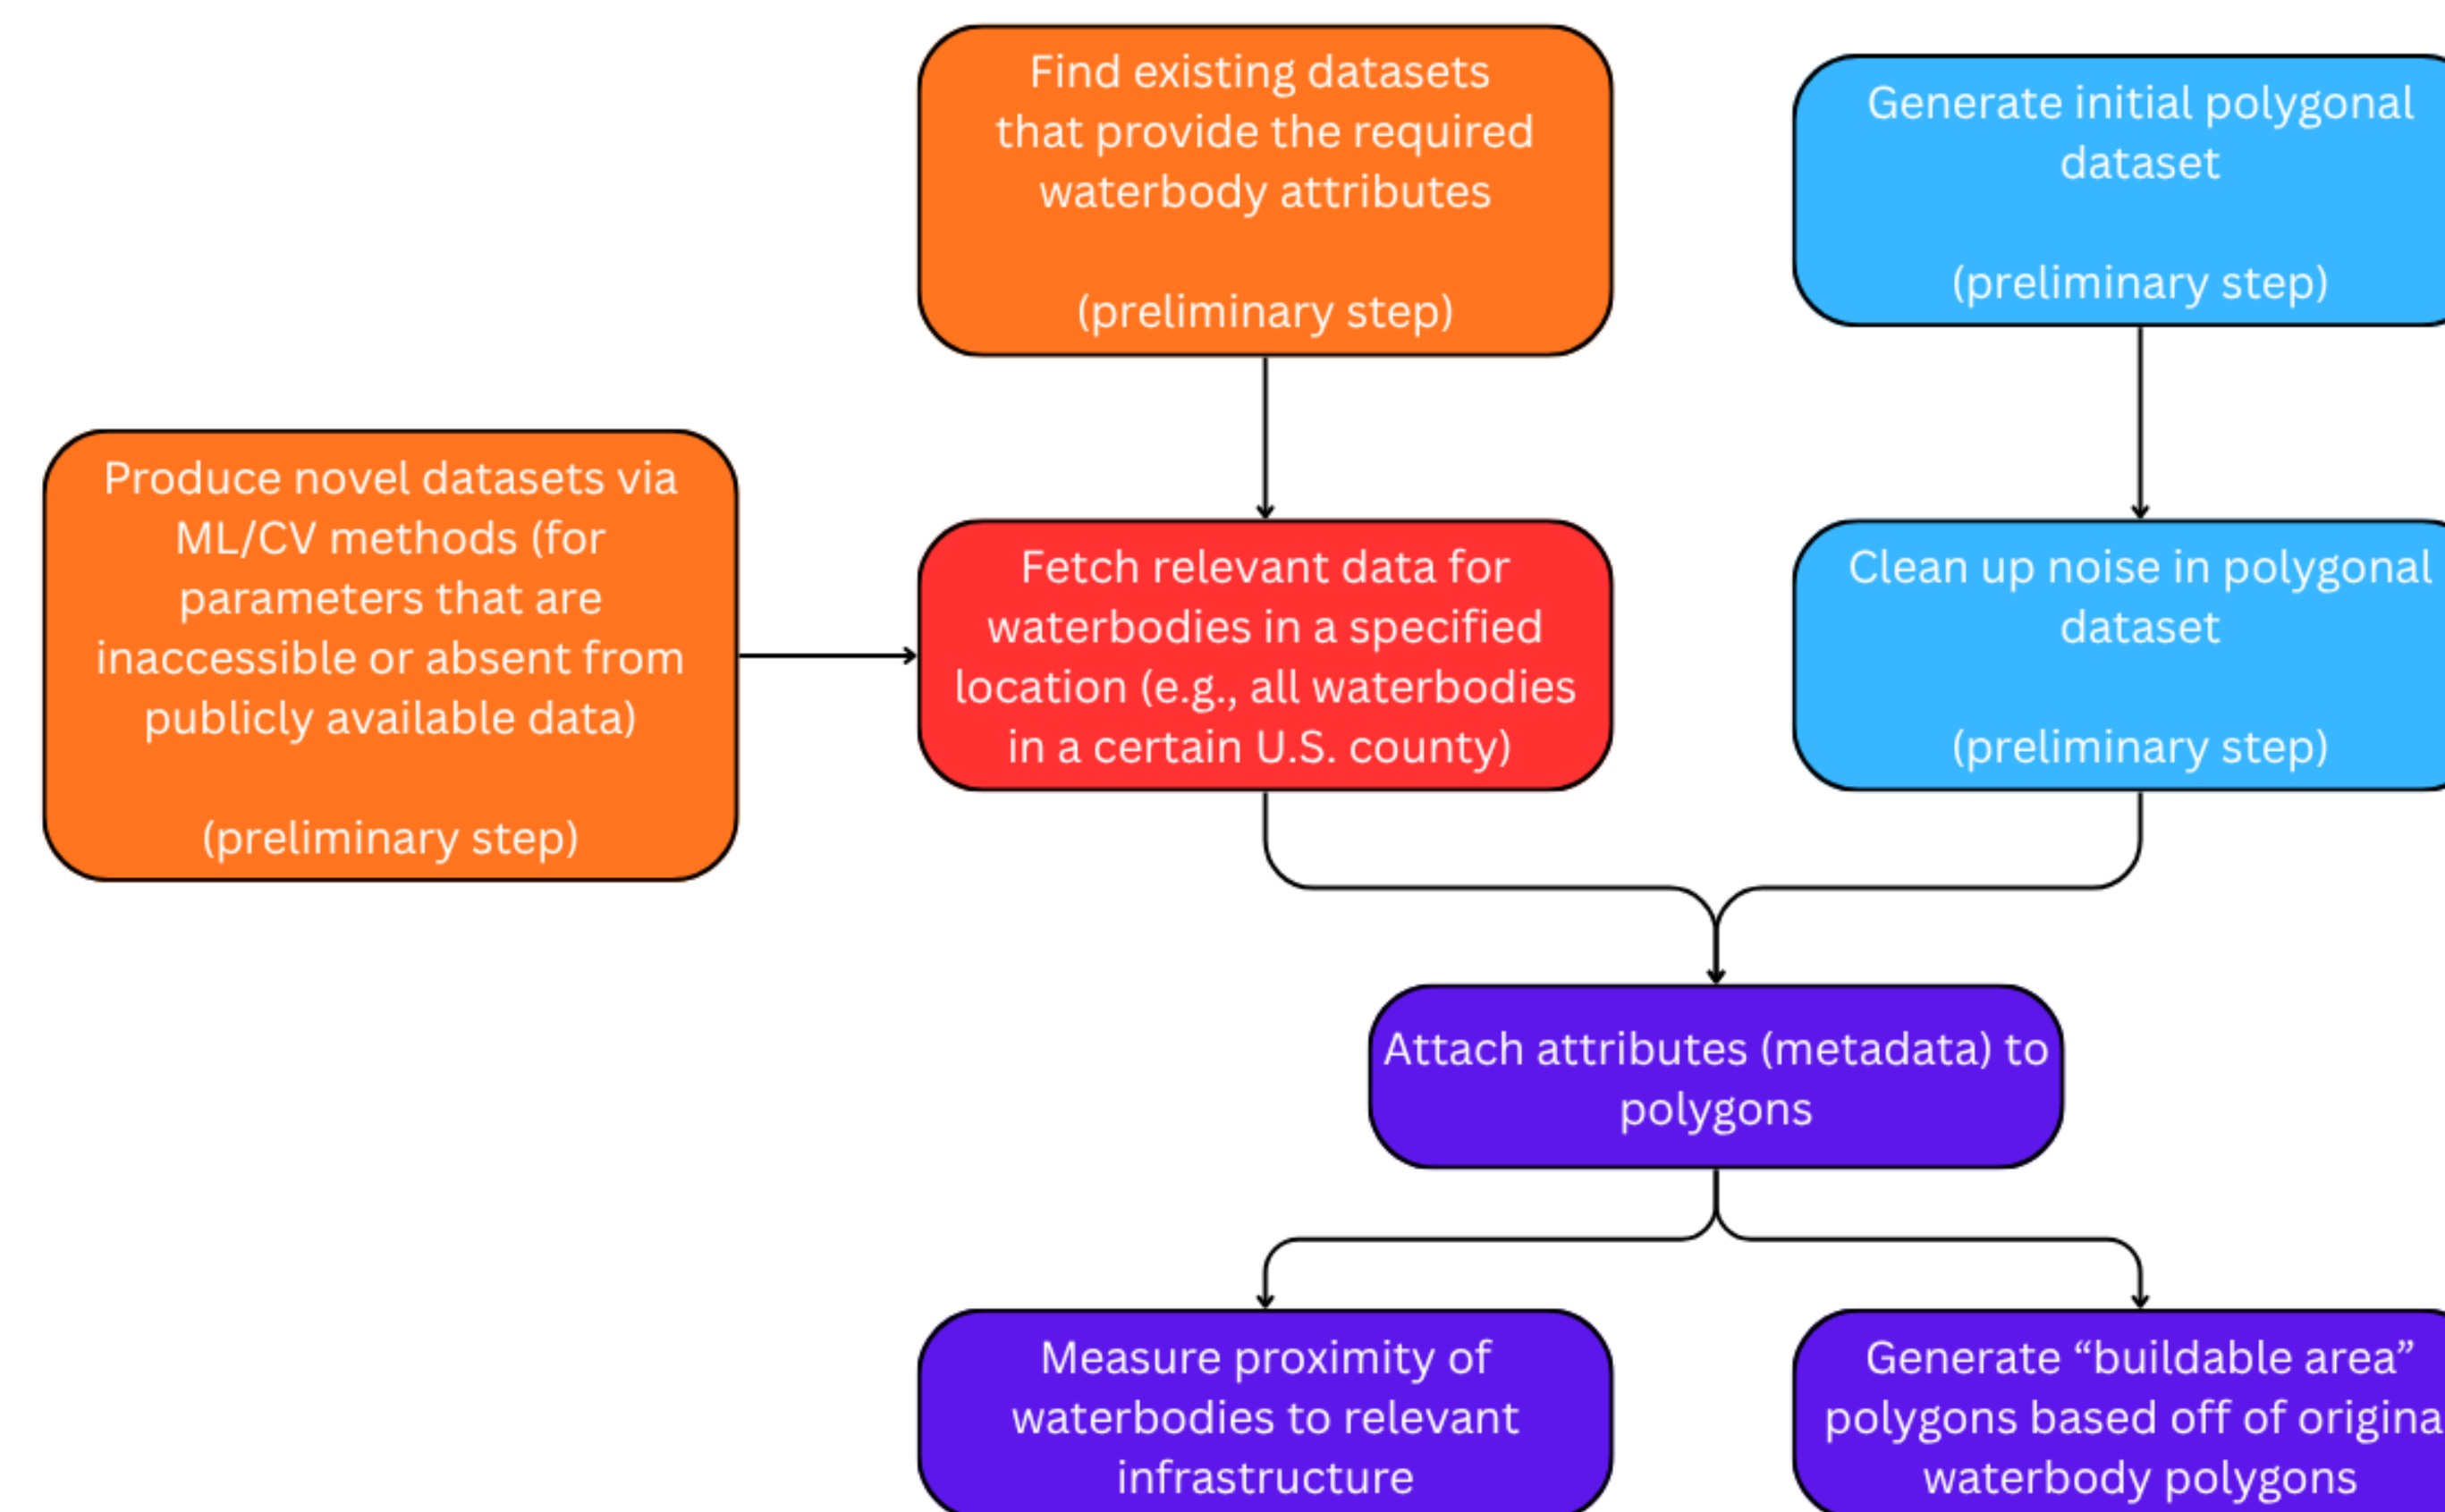 Find existing datasets
that provide the required
waterbody attributes
(preliminary step)
Generate initial polygonal
dataset
(preliminary step)
Produce novel datasets via
ML/CV methods (for
parameters that are
inaccessible or absent from
publicly available data)
(preliminary step)
Fetch relevant data for
waterbodies in a specified
location (e.g., all waterbodies
in a certain U.S. county)
Clean up noise in polygonal
dataset
(preliminary step)
Attach attributes (metadata) to
polygons
Measure proximity of
waterbodies to relevant
infrastructure
Generate “buildable area”
polygons based off of origina
waterbody polygons